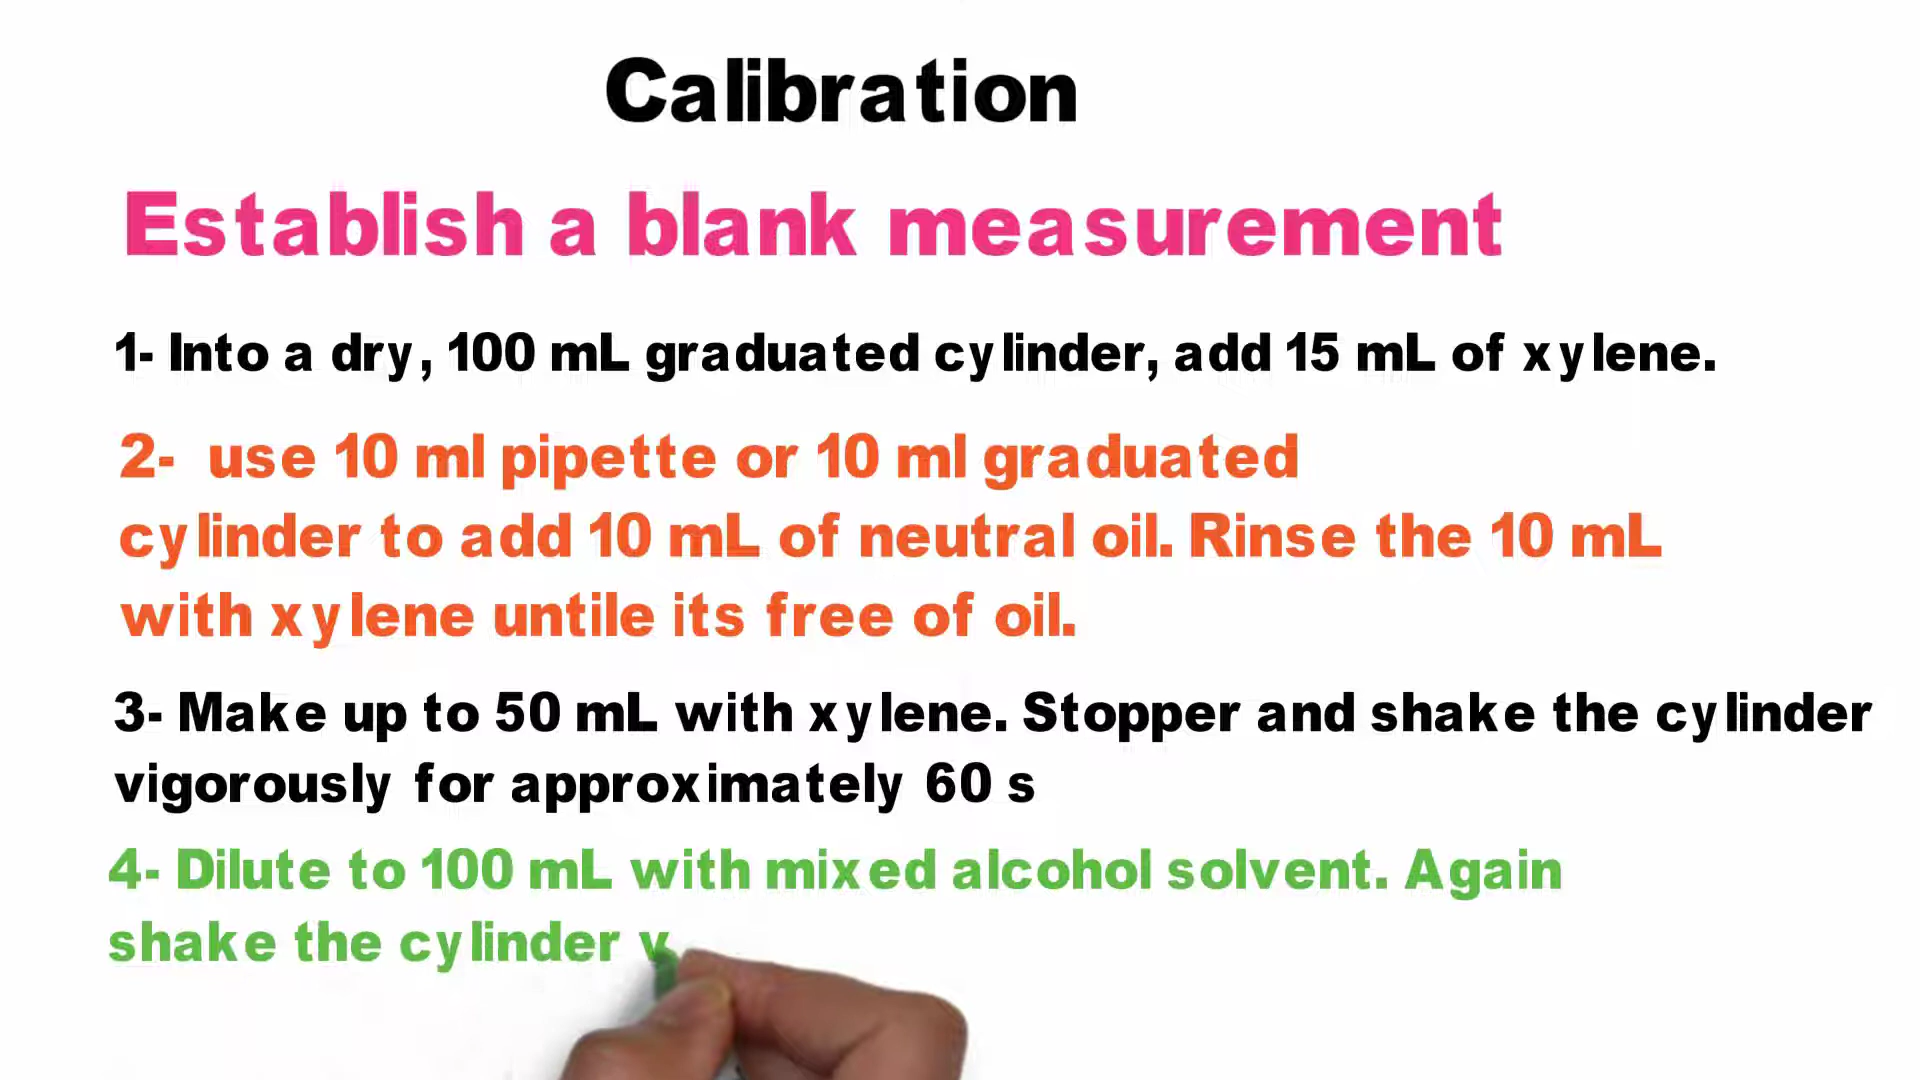 Calibration
Establish a blank measurement
1- Into a dry, 100 mL graduated cylinder, add 15 mL of xylene.
2- use 10 ml pipette or 10 ml graduated
cylinder to add 10 mL of neutral oil. Rinse the 10 mL
with xylene untile its free of oil.
3- Make up to 50 mL with xylene. Stopper and shake the cylinder
vigorously for approximately 60 s
4- Dilute to 100 mL with mixed alcohol solvent. Again
shake the cylinder v